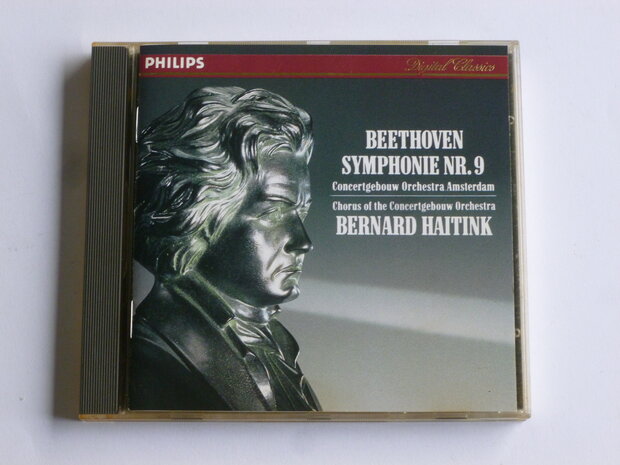 PHILIPS
Digital Classics
BEETHOVEN
SYMPHONIE NR. 9
Concertgebouw Orchestra Amsterdam
Chorus of the Concertgebouw Orchestra
BERNARD HAITINK